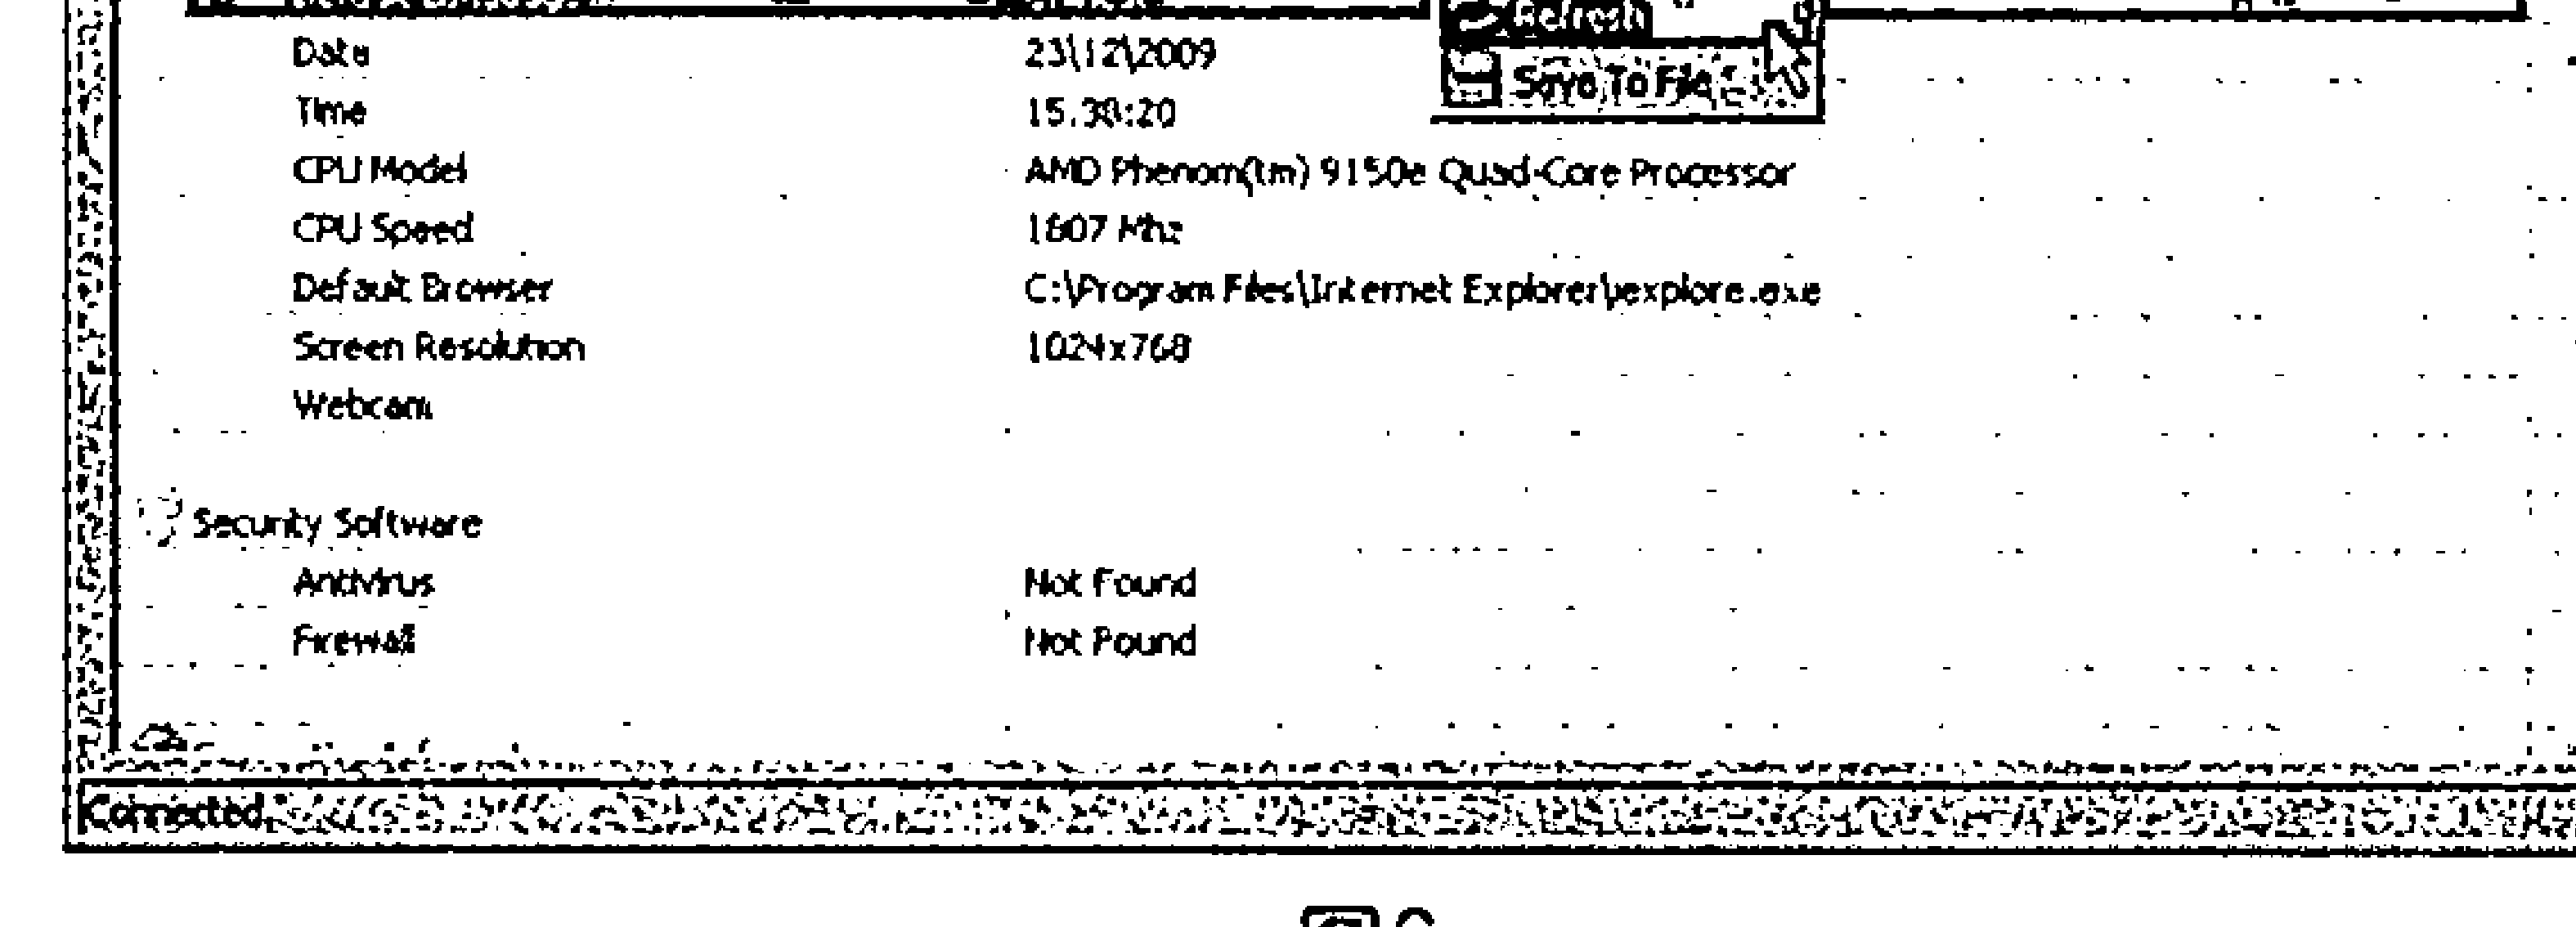 Refresh
Date 23\12\2009
Save To File
Time 15:38:20
CPU Model AMD Phenom(tm) 9150e Quad-Core Processor
CPU Speed 1807 Mhz
Default Browser C:\Program Files\Internet Explorer\iexplore.exe
Screen Resolution 1024x768
Webcam
Security Software
Antivirus Not Found
Firewall Not Found
Connected